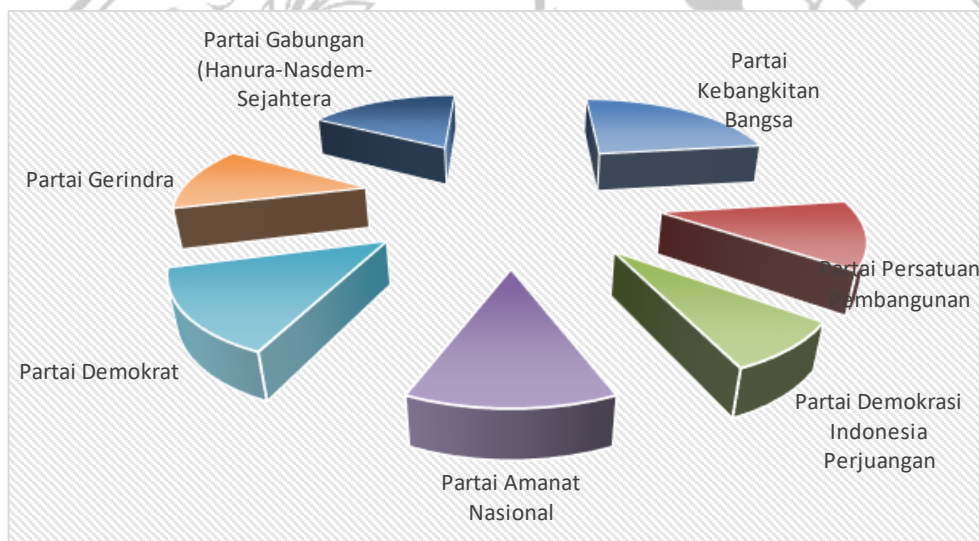 Partai Gabungan
(Hanura-Nasdem-
Sejahtera
Partai
Kebangkitan
Bangsa
Partai Gerindra
Partai Persatuan
Pembangunan
Partai Demokrat
Partai Demokrasi
Indonesia
Perjuangan
Partai Amanat
Nasional